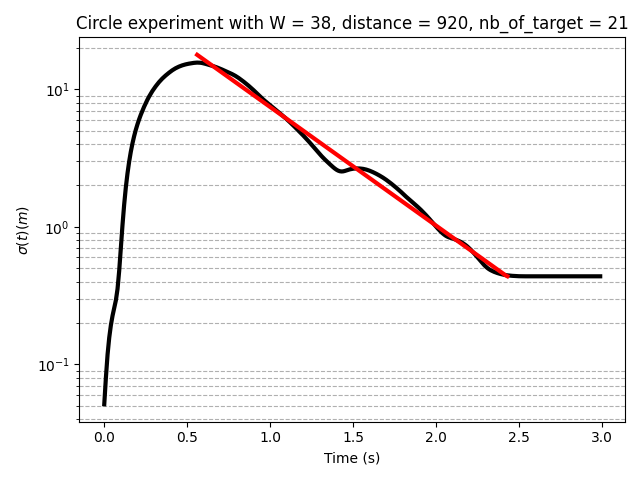 Circle experiment with W = 38, distance = 920, nb_of_target = 21
σ(t)(m)
10¹
10⁰
10⁻¹
0.0 0.5 1.0 1.5 2.0 2.5 3.0
Time (s)